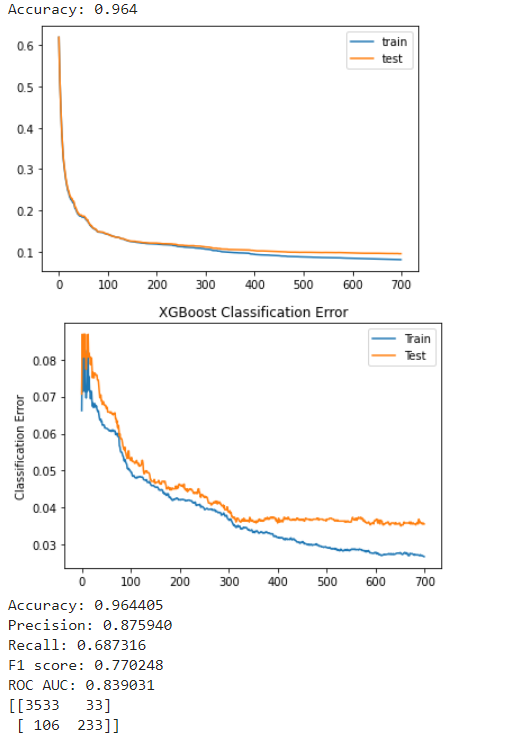 Accuracy: 0.964
train
test
0.6
0.5
0.4
0.3
0.2
0.1
0 100 200 300 400 500 600 700
XGBoost Classification Error
Train
Test
Classification Error
0.08
0.07
0.06
0.05
0.04
0.03
0 100 200 300 400 500 600 700
Accuracy: 0.964405
Precision: 0.875940
Recall: 0.687316
F1 score: 0.770248
ROC AUC: 0.839031
[[3533 33]
[ 106 233]]